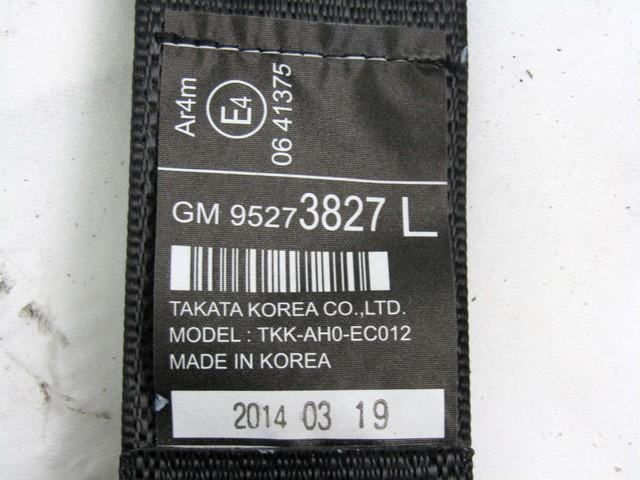 Ar4m
E4
06 41375
GM 95273827 L
TAKATA KOREA CO.,LTD.
MODEL : TKK-AH0-EC012
MADE IN KOREA
2014 03 19